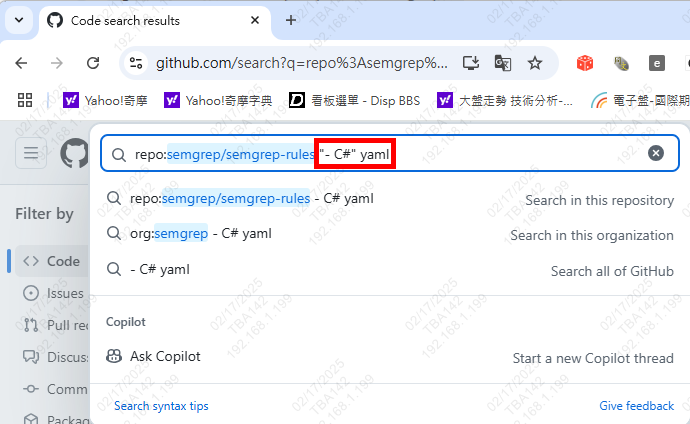 Code search results
github.com/search?q=repo%3Asemgrep%...
Yahoo!奇摩 Yahoo!奇摩字典 看板選單 - Disp BBS 大盤走勢 技術分析-... 電子盤-國際期
repo:semgrep/semgrep-rules "- C#" yaml
repo:semgrep/semgrep-rules - C# yaml Search in this repository
org:semgrep - C# yaml Search in this organization
- C# yaml Search all of GitHub
Filter by
Code
Issues
Pull re
Discus
Comm
Packag
Copilot
Ask Copilot Start a new Copilot thread
Search syntax tips Give feedback
02/17/2025
TBA142
192.168.1.199